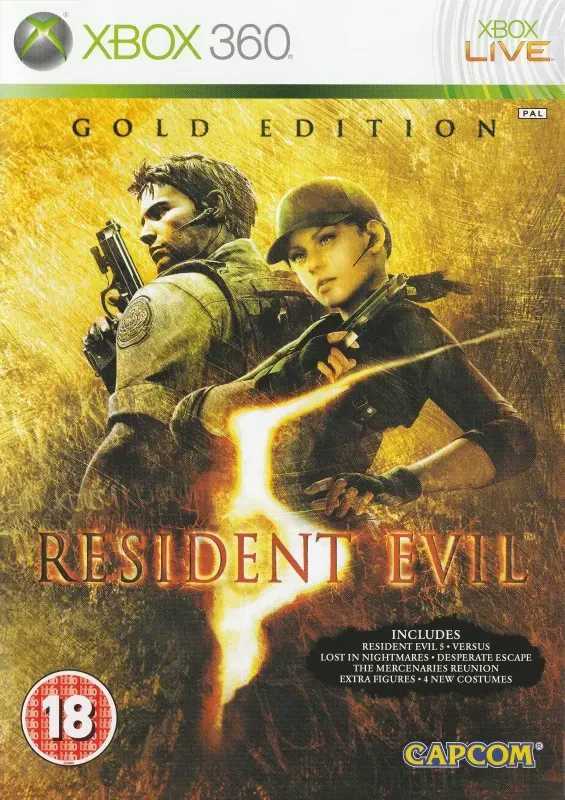 XBOX 360
XBOX
LIVE
PAL
GOLD EDITION
5
RESIDENT EVIL™
INCLUDES
RESIDENT EVIL 5 • VERSUS
LOST IN NIGHTMARES • DESPERATE ESCAPE
THE MERCENARIES REUNION
EXTRA FIGURES • 4 NEW COSTUMES
18
CAPCOM®